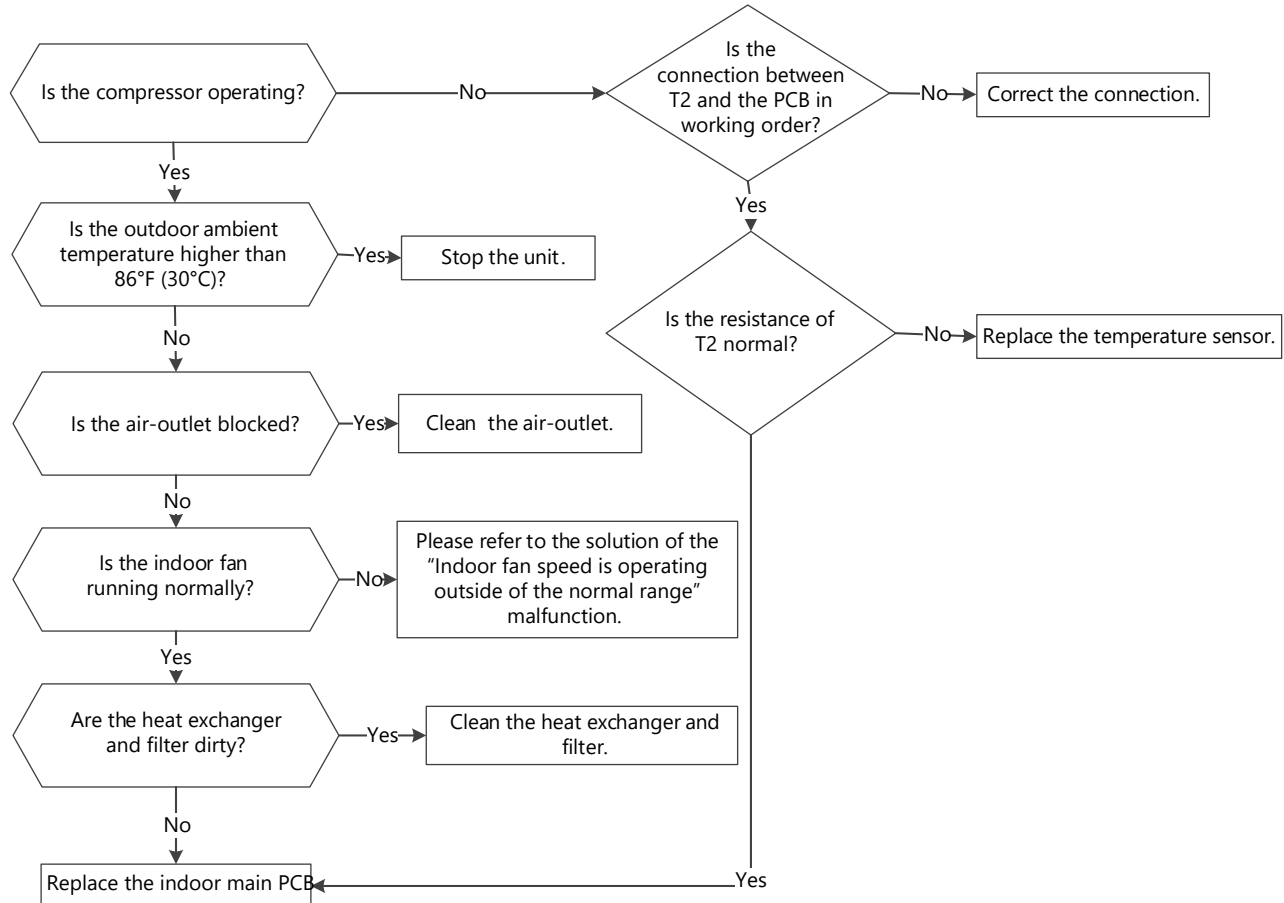 Is the compressor operating?
No
Is the
connection between
T2 and the PCB in
working order?
No
Correct the connection.
Yes
Yes
Is the outdoor ambient
temperature higher than
86°F (30°C)?
Yes
Stop the unit.
No
Is the resistance of
T2 normal?
No
Replace the temperature sensor.
Is the air-outlet blocked?
Yes
Clean the air-outlet.
No
Is the indoor fan
running normally?
No
Please refer to the solution of the
“Indoor fan speed is operating
outside of the normal range”
malfunction.
Yes
Are the heat exchanger
and filter dirty?
Yes
Clean the heat exchanger and
filter.
No
Replace the indoor main PCB
Yes